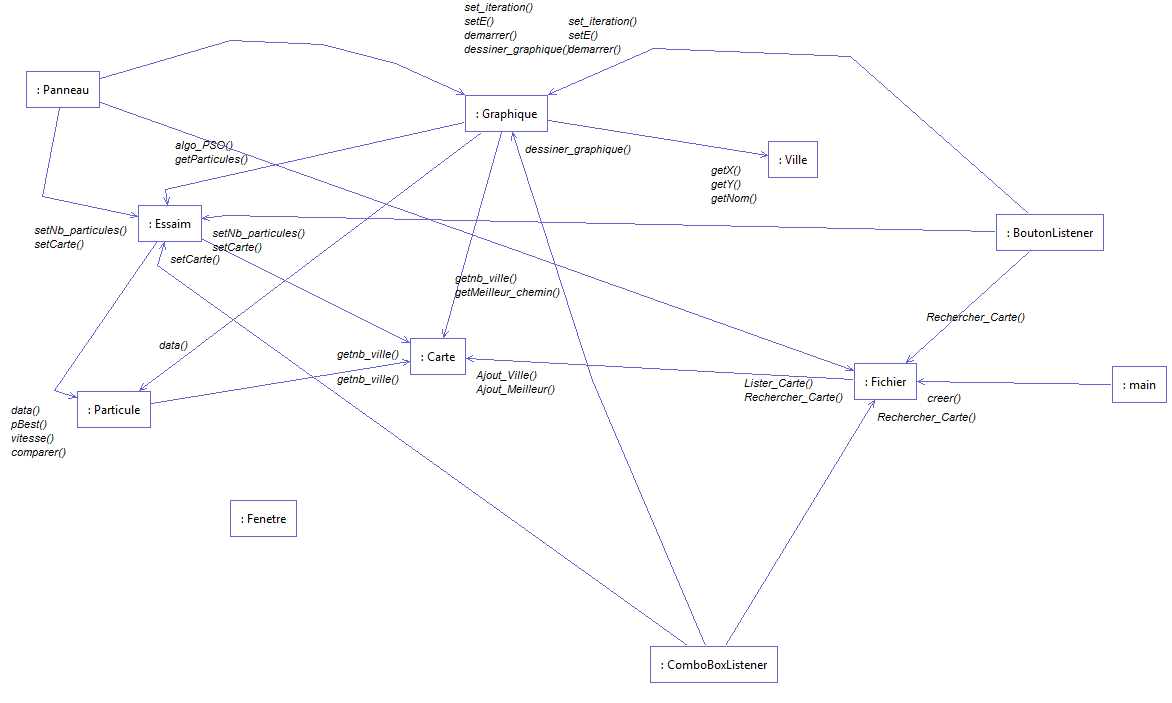 set_iteration()
setE()
demarrer()
dessiner_graphique()
set_iteration()
setE()
demarrer()
: Panneau
: Graphique
algo_PSO()
getParticules()
dessiner_graphique()
: Ville
getX()
getY()
getNom()
: Essaim
setNb_particules()
setCarte()
setNb_particules()
setCarte()
setCarte()
: BoutonListener
getnb_ville()
getMeilleur_chemin()
Rechercher_Carte()
data()
getnb_ville()
: Carte
getnb_ville()
Ajout_Ville()
Ajout_Meilleur()
Lister_Carte()
Rechercher_Carte()
: Fichier
creer()
: main
Rechercher_Carte()
: Particule
data()
pBest()
vitesse()
comparer()
: Fenetre
: ComboBoxListener